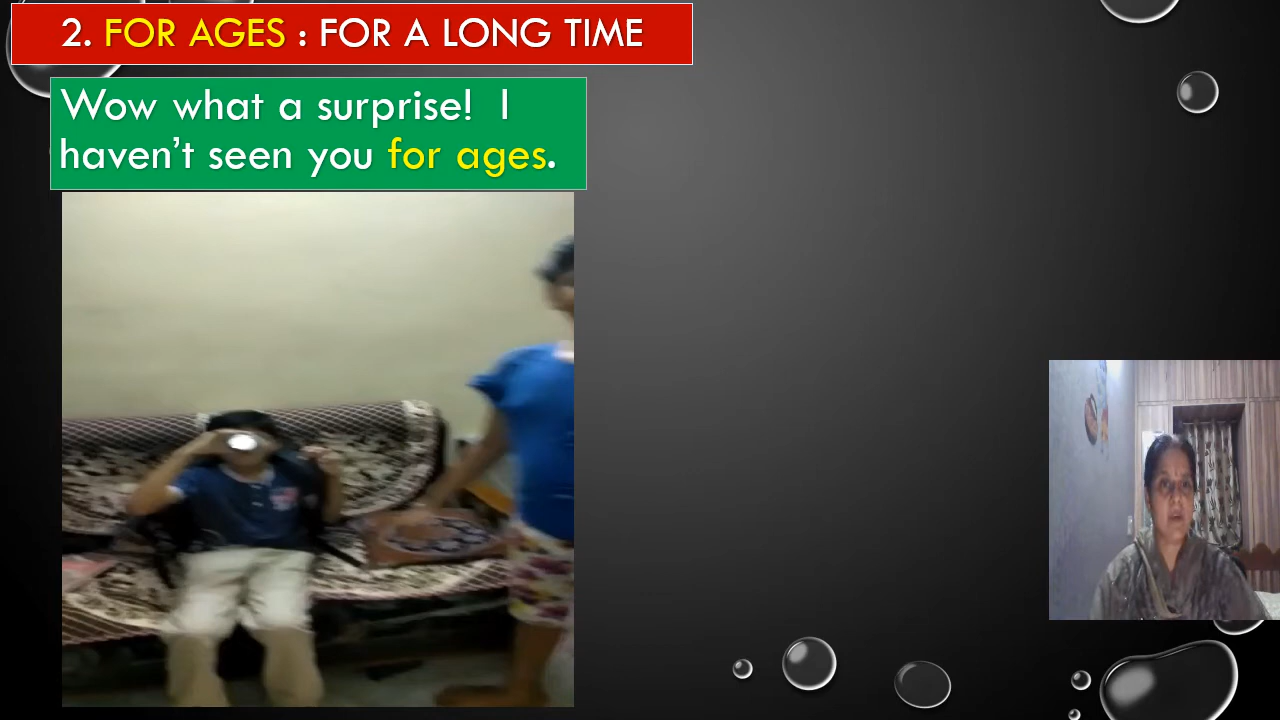 2. FOR AGES : FOR A LONG TIME
Wow what a surprise! I
haven't seen you for ages.